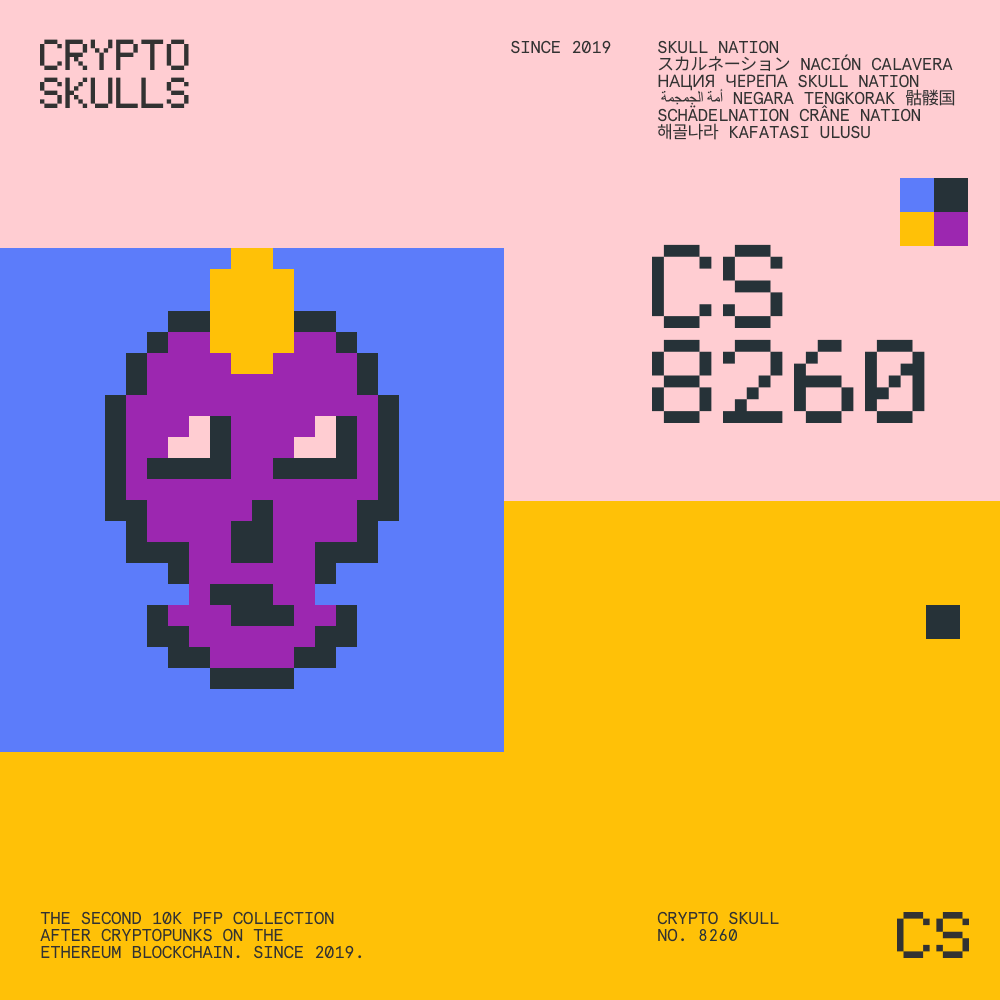 CRYPTO
SKULLS
SINCE 2019
SKULL NATION
スカルネーション NACIÓN CALAVERA
НАЦИЯ ЧЕРЕПА SKULL NATION
أمة الجمجمة NEGARA TENGKORAK 骷髅国
SCHÄDELNATION CRÂNE NATION
해골나라 KAFATASI ULUSU
CS
8260
THE SECOND 10K PFP COLLECTION
AFTER CRYPTOPUNKS ON THE
ETHEREUM BLOCKCHAIN. SINCE 2019.
CRYPTO SKULL
NO. 8260
CS